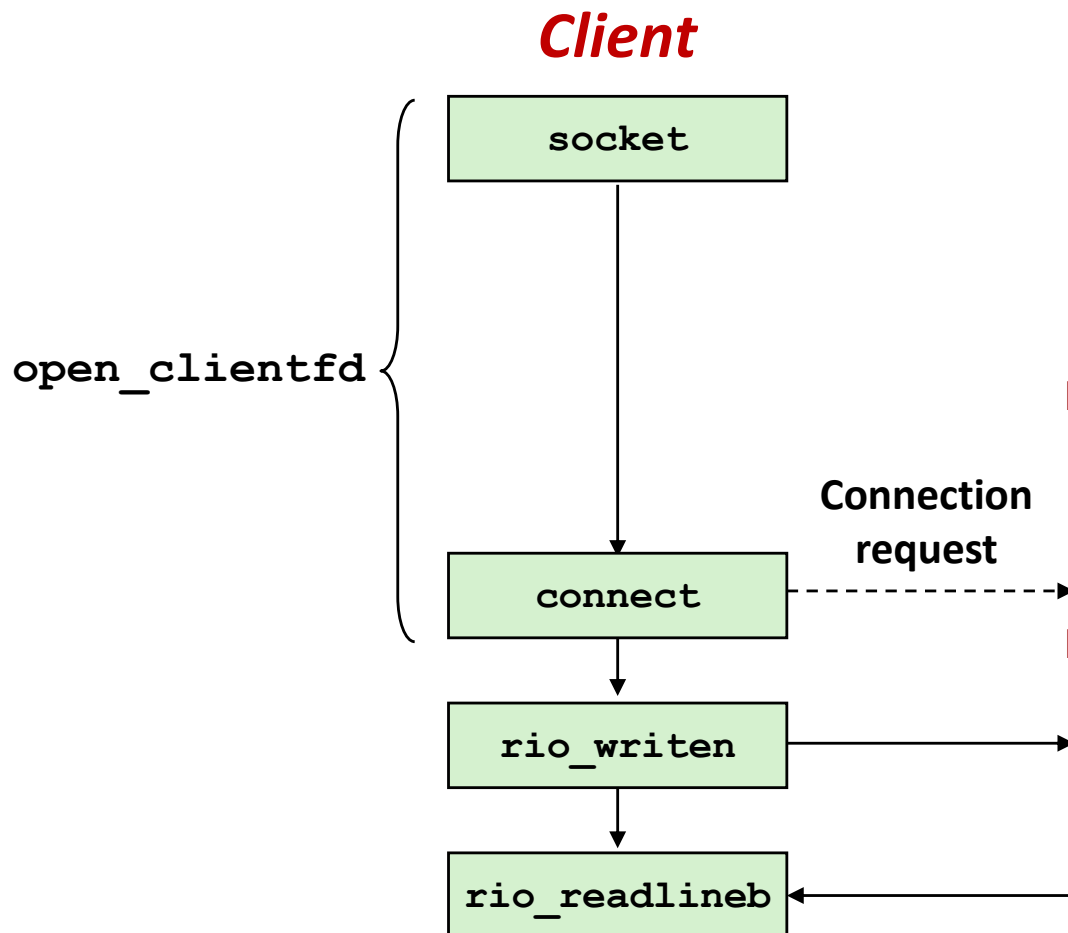 Client
socket
open_clientfd
Connection
request
connect
rio_writen
rio_readlineb